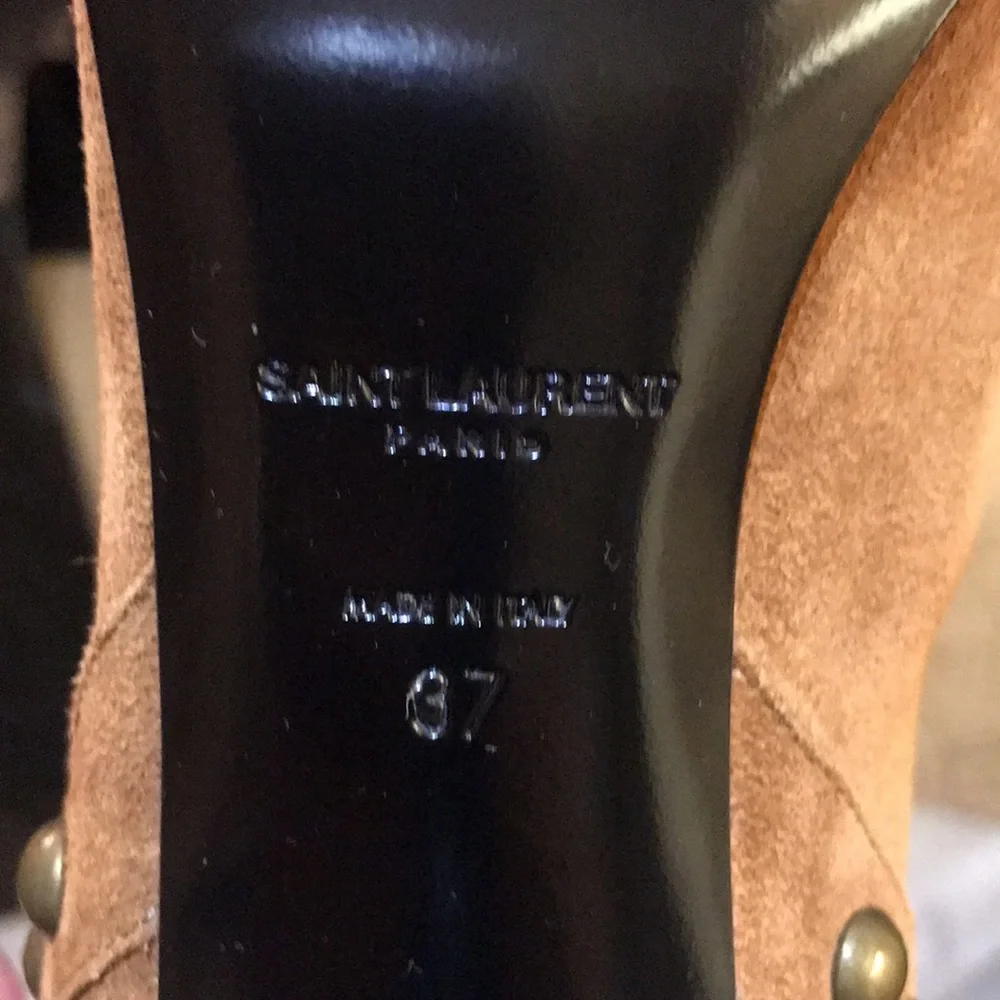 SAINT LAURENT
PARIS
MADE IN ITALY
37